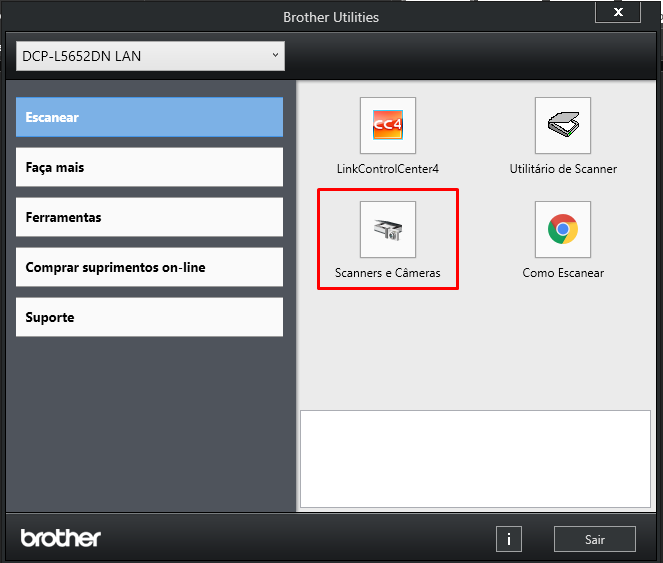 Brother Utilities
X
DCP-L5652DN LAN
Escanear
Faça mais
Ferramentas
Comprar suprimentos on-line
Suporte
CC4
LinkControlCenter4
Utilitário de Scanner
Scanners e Câmeras
Como Escanear
brother
i
Sair